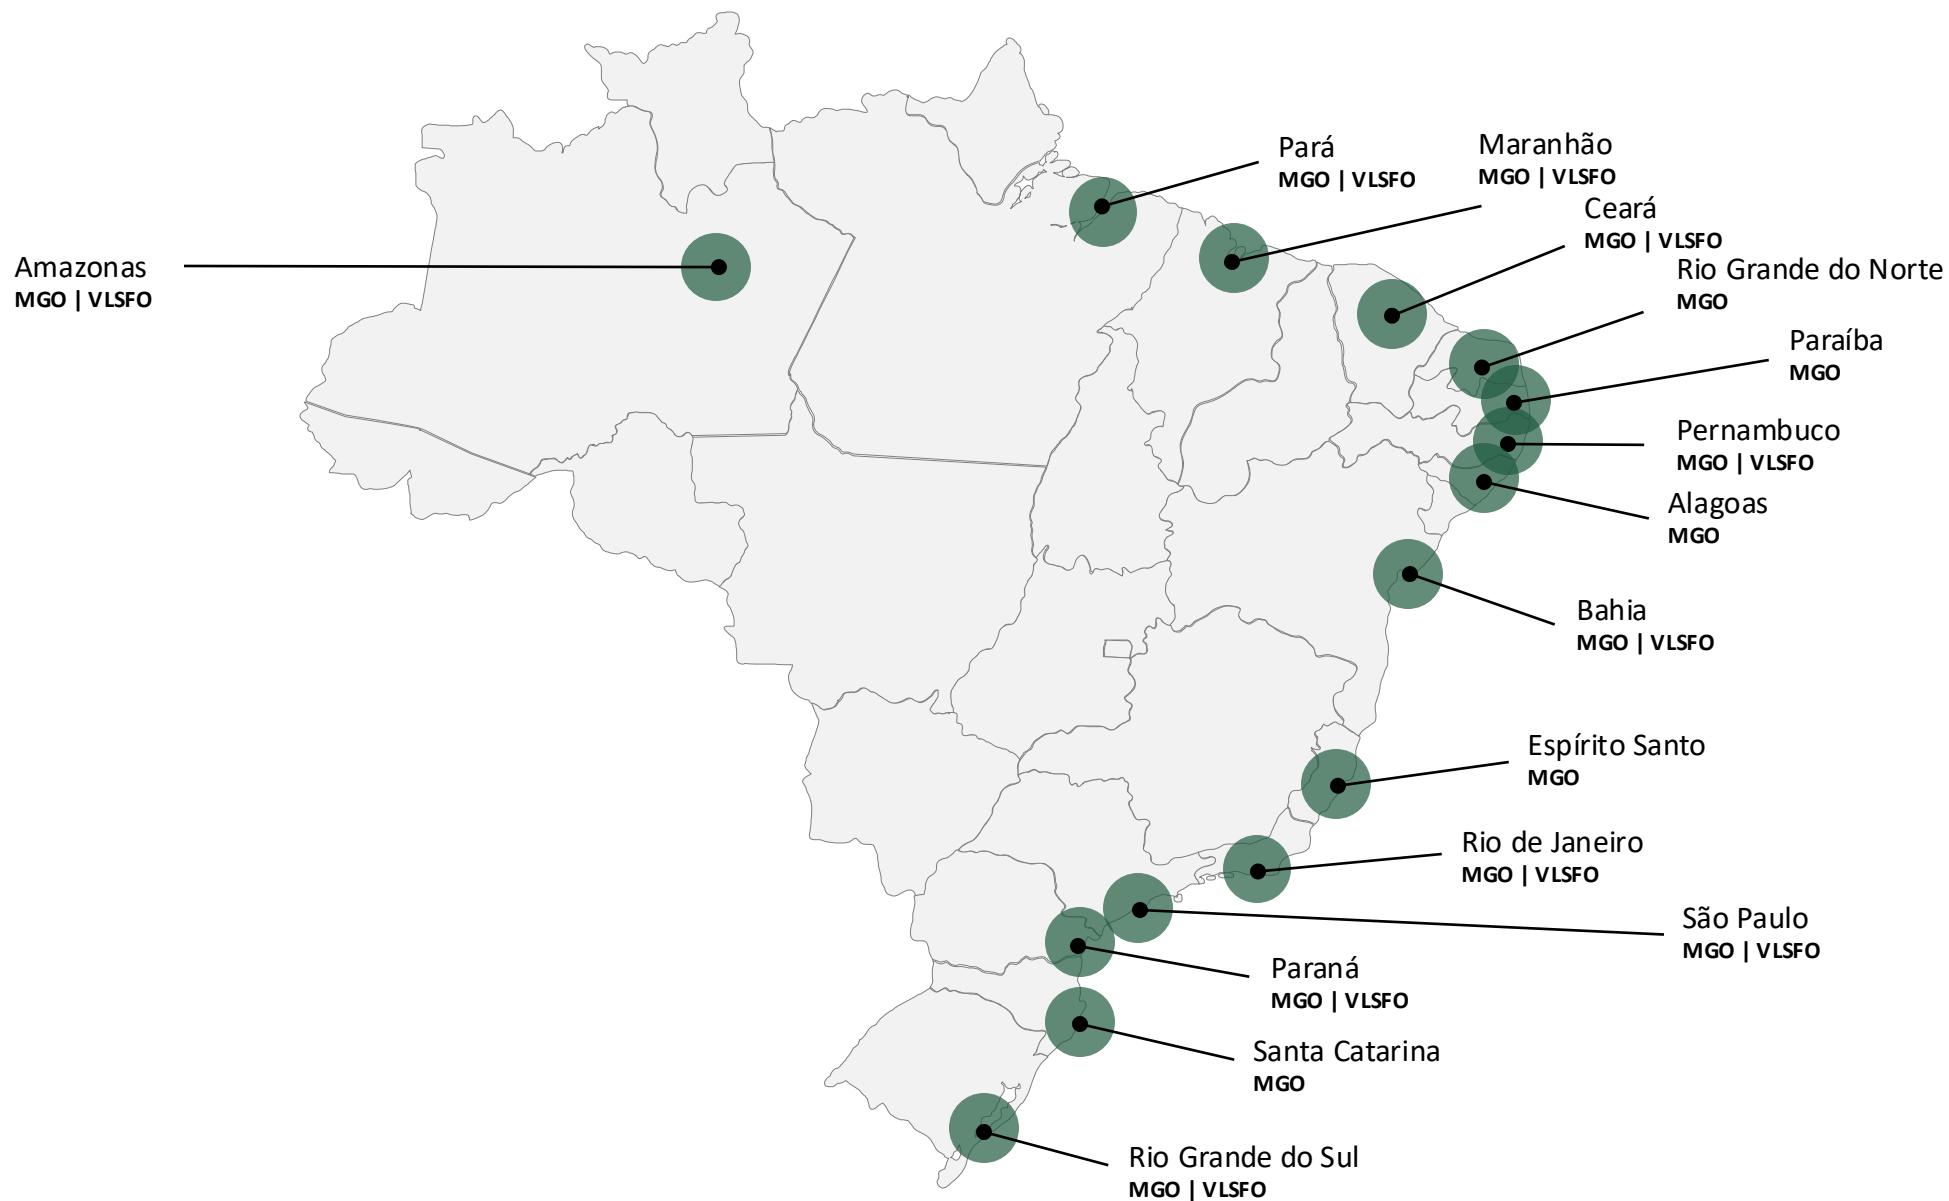 Pará
MGO | VLSFO
Maranhão
MGO | VLSFO
Ceará
MGO | VLSFO
Amazonas
MGO | VLSFO
Rio Grande do Norte
MGO
Paraíba
MGO
Pernambuco
MGO | VLSFO
Alagoas
MGO
Bahia
MGO | VLSFO
Espírito Santo
MGO
Rio de Janeiro
MGO | VLSFO
São Paulo
MGO | VLSFO
Paraná
MGO | VLSFO
Santa Catarina
MGO
Rio Grande do Sul
MGO | VLSFO